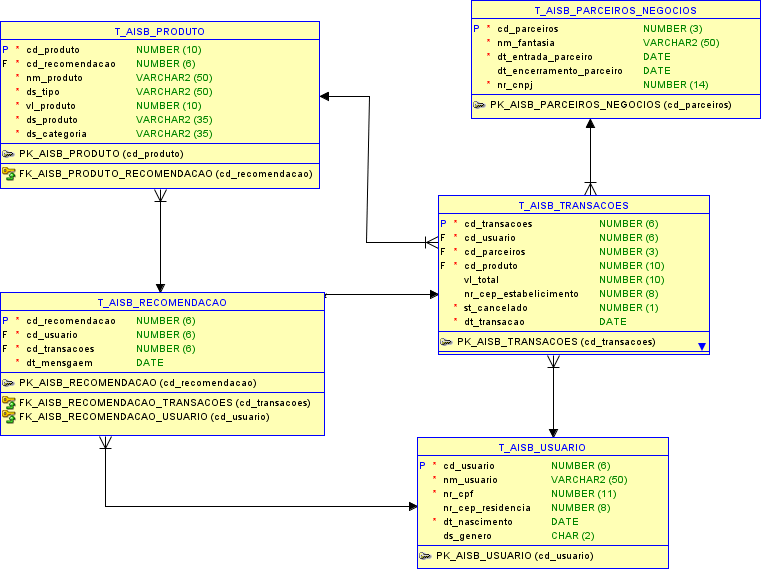 T_AISB_PRODUTO
P * cd_produto NUMBER (10)
F * cd_recomendacao NUMBER (6)
* nm_produto VARCHAR2 (50)
* ds_tipo VARCHAR2 (50)
* vl_produto NUMBER (10)
* ds_produto VARCHAR2 (35)
* ds_categoria VARCHAR2 (35)
PK_AISB_PRODUTO (cd_produto)
FK_AISB_PRODUTO_RECOMENDACAO (cd_recomendacao)
T_AISB_PARCEIROS_NEGOCIOS
P * cd_parceiros NUMBER (3)
* nm_fantasia VARCHAR2 (50)
* dt_entrada_parceiro DATE
dt_encerramento_parceiro DATE
* nr_cnpj NUMBER (14)
PK_AISB_PARCEIROS_NEGOCIOS (cd_parceiros)
T_AISB_TRANSACOES
P * cd_transacoes NUMBER (6)
F * cd_usuario NUMBER (6)
F * cd_parceiros NUMBER (3)
F * cd_produto NUMBER (10)
vl_total NUMBER (10)
nr_cep_estabelicimento NUMBER (8)
* st_cancelado NUMBER (1)
* dt_transacao DATE
PK_AISB_TRANSACOES (cd_transacoes)
T_AISB_RECOMENDACAO
P * cd_recomendacao NUMBER (6)
F * cd_usuario NUMBER (6)
F * cd_transacoes NUMBER (6)
* dt_mensgaem DATE
PK_AISB_RECOMENDACAO (cd_recomendacao)
FK_AISB_RECOMENDACAO_TRANSACOES (cd_transacoes)
FK_AISB_RECOMENDACAO_USUARIO (cd_usuario)
T_AISB_USUARIO
P * cd_usuario NUMBER (6)
* nm_usuario VARCHAR2 (50)
* nr_cpf NUMBER (11)
nr_cep_residencia NUMBER (8)
* dt_nascimento DATE
ds_genero CHAR (2)
PK_AISB_USUARIO (cd_usuario)